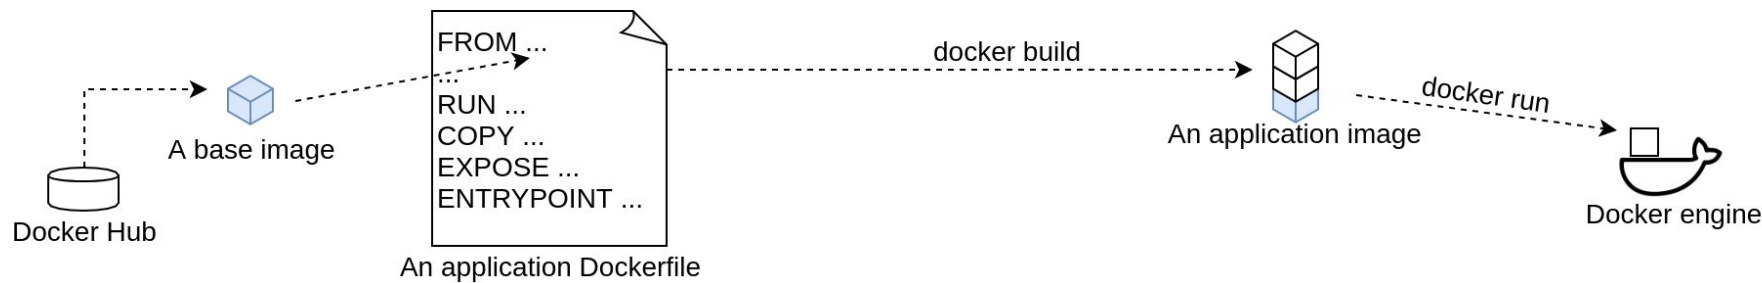 Docker Hub
A base image
FROM ...
...
RUN ...
COPY ...
EXPOSE ...
ENTRYPOINT ...
An application Dockerfile
docker build
An application image
docker run
Docker engine